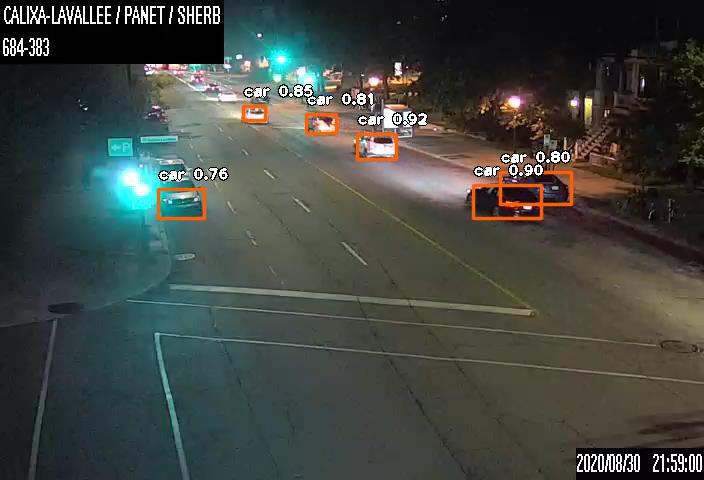 CALIXA-LAVALLEE / PANET / SHERB
684-383
car 0.85
car 0.81
car 0.92
car 0.80
car 0.90
car 0.76
←P
2020/08/30 21:59:00